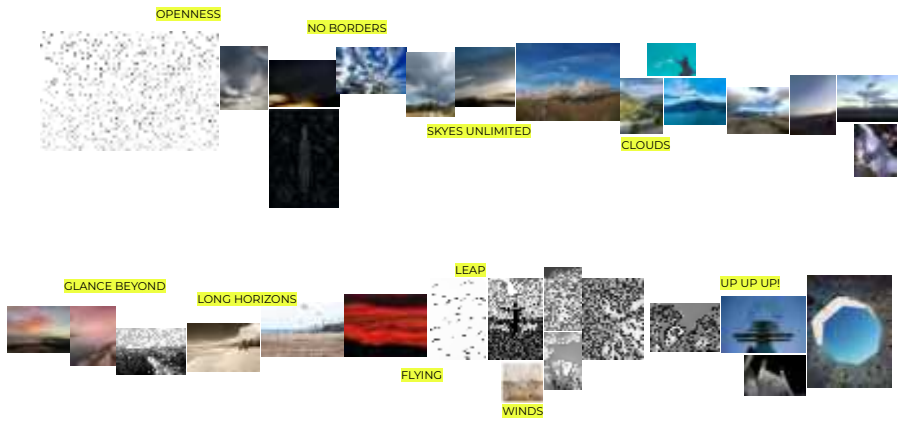 OPENNESS
NO BORDERS
SKYES UNLIMITED
CLOUDS
GLANCE BEYOND
LONG HORIZONS
LEAP
UP UP UP!
FLYING
WINDS